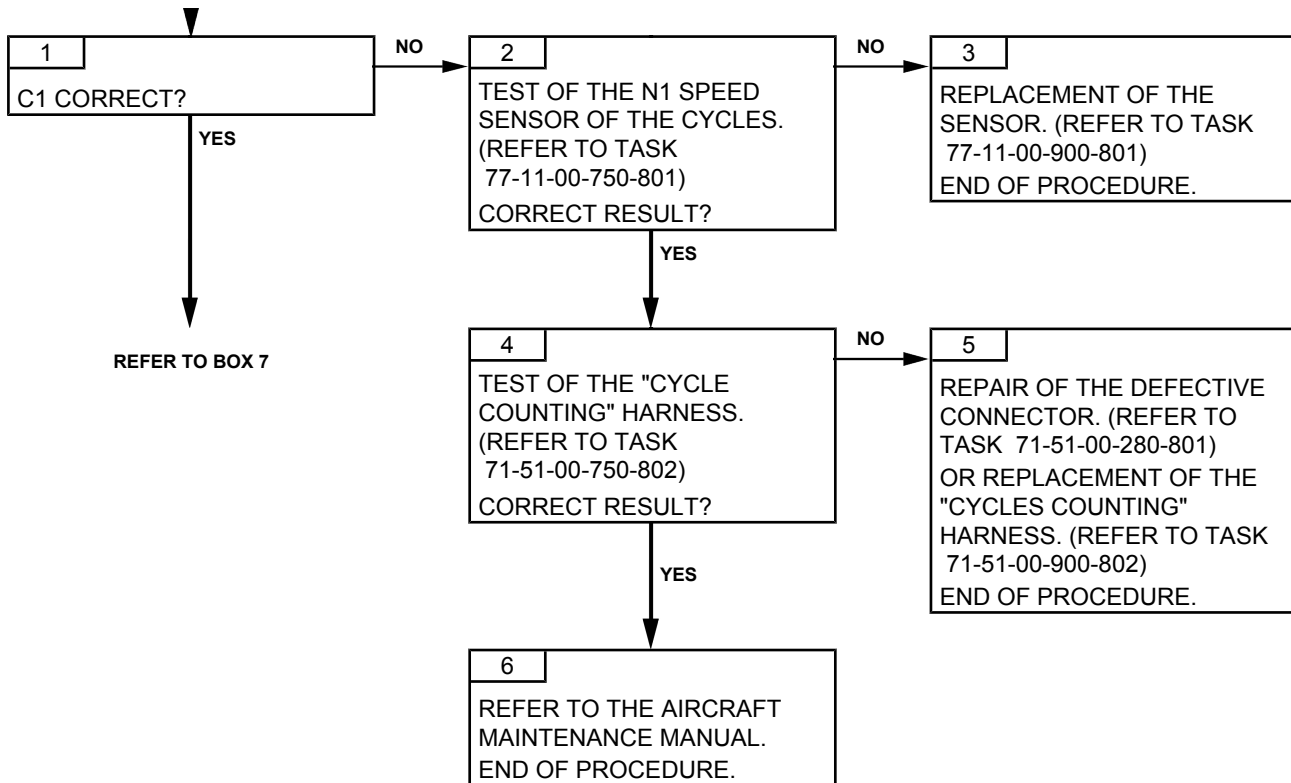 1
C1 CORRECT?
NO
YES
REFER TO BOX 7
2
TEST OF THE N1 SPEED
SENSOR OF THE CYCLES.
(REFER TO TASK
77-11-00-750-801)
CORRECT RESULT?
NO
YES
3
REPLACEMENT OF THE
SENSOR. (REFER TO TASK
77-11-00-900-801)
END OF PROCEDURE.
4
TEST OF THE "CYCLE
COUNTING" HARNESS.
(REFER TO TASK
71-51-00-750-802)
CORRECT RESULT?
NO
YES
5
REPAIR OF THE DEFECTIVE
CONNECTOR. (REFER TO
TASK 71-51-00-280-801)
OR REPLACEMENT OF THE
"CYCLES COUNTING"
HARNESS. (REFER TO TASK
71-51-00-900-802)
END OF PROCEDURE.
6
REFER TO THE AIRCRAFT
MAINTENANCE MANUAL.
END OF PROCEDURE.